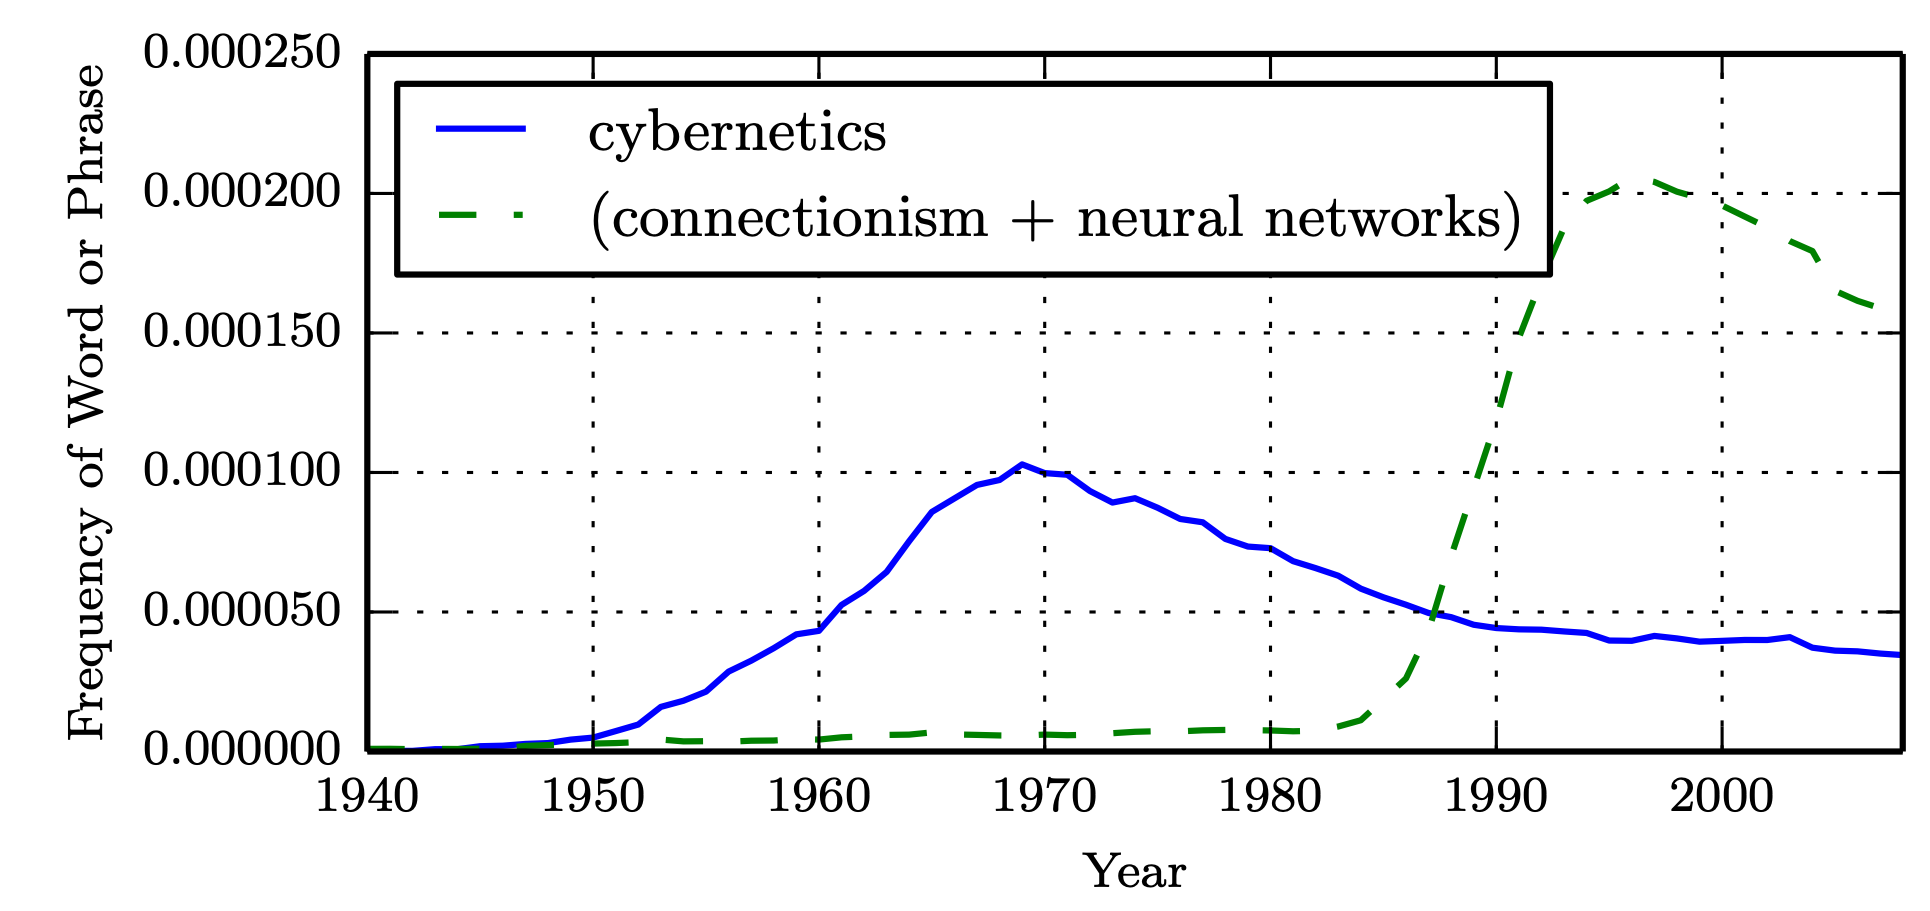 Frequency of Word or Phrase
0.000250
0.000200
0.000150
0.000100
0.000050
0.000000
cybernetics
(connectionism + neural networks)
1940 1950 1960 1970 1980 1990 2000
Year